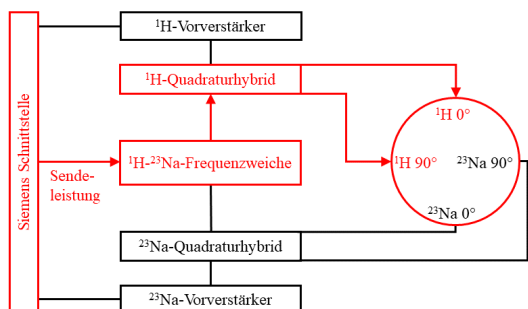 Siemens Schnittstelle
¹H-Vorverstärker
¹H-Quadraturhybrid
¹H-²³Na-Frequenzweiche
Sende-
leistung
²³Na-Quadraturhybrid
²³Na-Vorverstärker
¹H 0°
¹H 90°
²³Na 90°
²³Na 0°